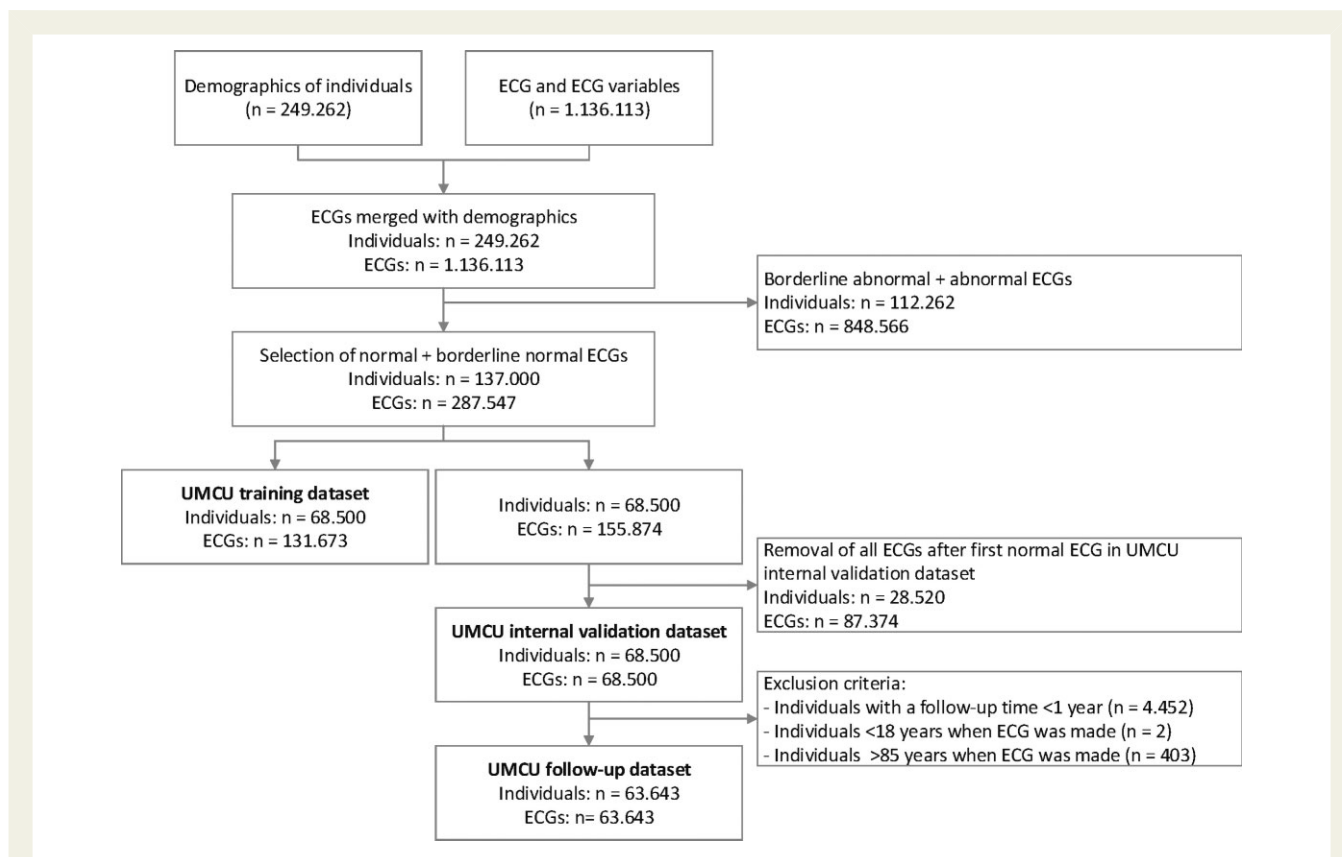 Demographics of individuals
(n = 249.262)
ECG and ECG variables
(n = 1.136.113)
ECGs merged with demographics
Individuals: n = 249.262
ECGs: n = 1.136.113
Borderline abnormal + abnormal ECGs
Individuals: n = 112.262
ECGs: n = 848.566
Selection of normal + borderline normal ECGs
Individuals: n = 137.000
ECGs: n = 287.547
UMCU training dataset
Individuals: n = 68.500
ECGs: n = 131.673
Individuals: n = 68.500
ECGs: n = 155.874
Removal of all ECGs after first normal ECG in UMCU
internal validation dataset
Individuals: n = 28.520
ECGs: n = 87.374
UMCU internal validation dataset
Individuals: n = 68.500
ECGs: n = 68.500
Exclusion criteria:
- Individuals with a follow-up time <1 year (n = 4.452)
- Individuals <18 years when ECG was made (n = 2)
- Individuals >85 years when ECG was made (n = 403)
UMCU follow-up dataset
Individuals: n = 63.643
ECGs: n= 63.643